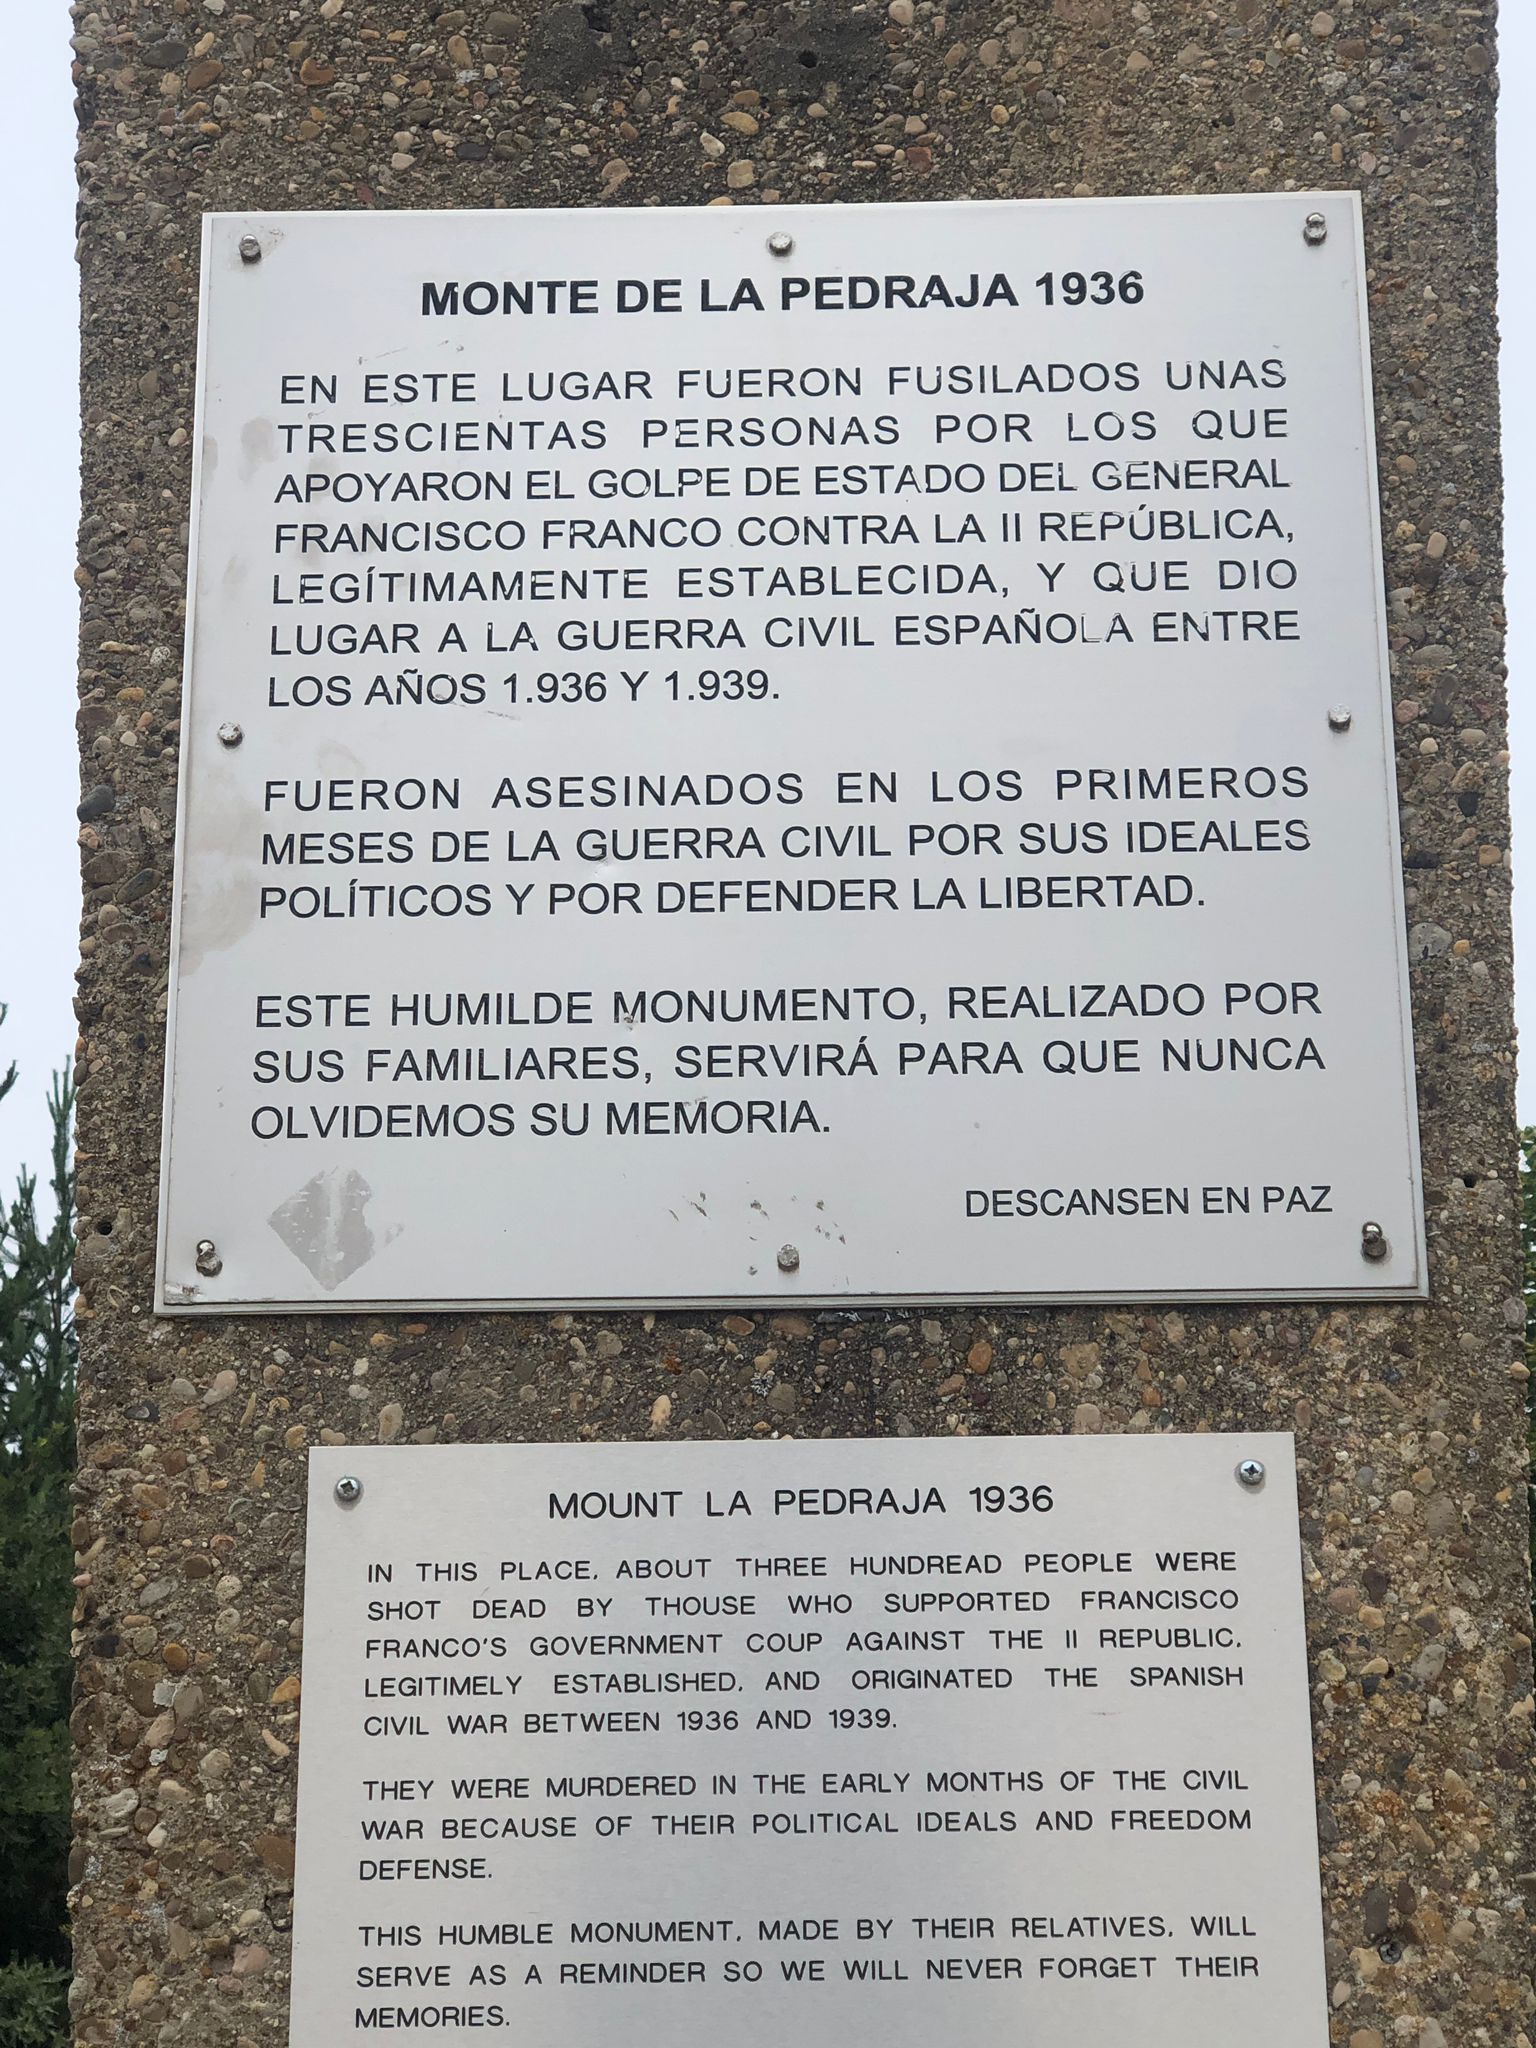 MONTE DE LA PEDRAJA 1936
EN ESTE LUGAR FUERON FUSILADOS UNAS
TRESCIENTAS PERSONAS POR LOS QUE
APOYARON EL GOLPE DE ESTADO DEL GENERAL
FRANCISCO FRANCO CONTRA LA II REPÚBLICA,
LEGÍTIMAMENTE ESTABLECIDA, Y QUE DIO
LUGAR A LA GUERRA CIVIL ESPAÑOLA ENTRE
LOS AÑOS 1.936 Y 1.939.
FUERON ASESINADOS EN LOS PRIMEROS
MESES DE LA GUERRA CIVIL POR SUS IDEALES
POLÍTICOS Y POR DEFENDER LA LIBERTAD.
ESTE HUMILDE MONUMENTO, REALIZADO POR
SUS FAMILIARES, SERVIRÁ PARA QUE NUNCA
OLVIDEMOS SU MEMORIA.
DESCANSEN EN PAZ
MOUNT LA PEDRAJA 1936
IN THIS PLACE, ABOUT THREE HUNDREAD PEOPLE WERE
SHOT DEAD BY THOUSE WHO SUPPORTED FRANCISCO
FRANCO'S GOVERNMENT COUP AGAINST THE II REPUBLIC,
LEGITIMELY ESTABLISHED, AND ORIGINATED THE SPANISH
CIVIL WAR BETWEEN 1936 AND 1939.
THEY WERE MURDERED IN THE EARLY MONTHS OF THE CIVIL
WAR BECAUSE OF THEIR POLITICAL IDEALS AND FREEDOM
DEFENSE.
THIS HUMBLE MONUMENT, MADE BY THEIR RELATIVES, WILL
SERVE AS A REMINDER SO WE WILL NEVER FORGET THEIR
MEMORIES.